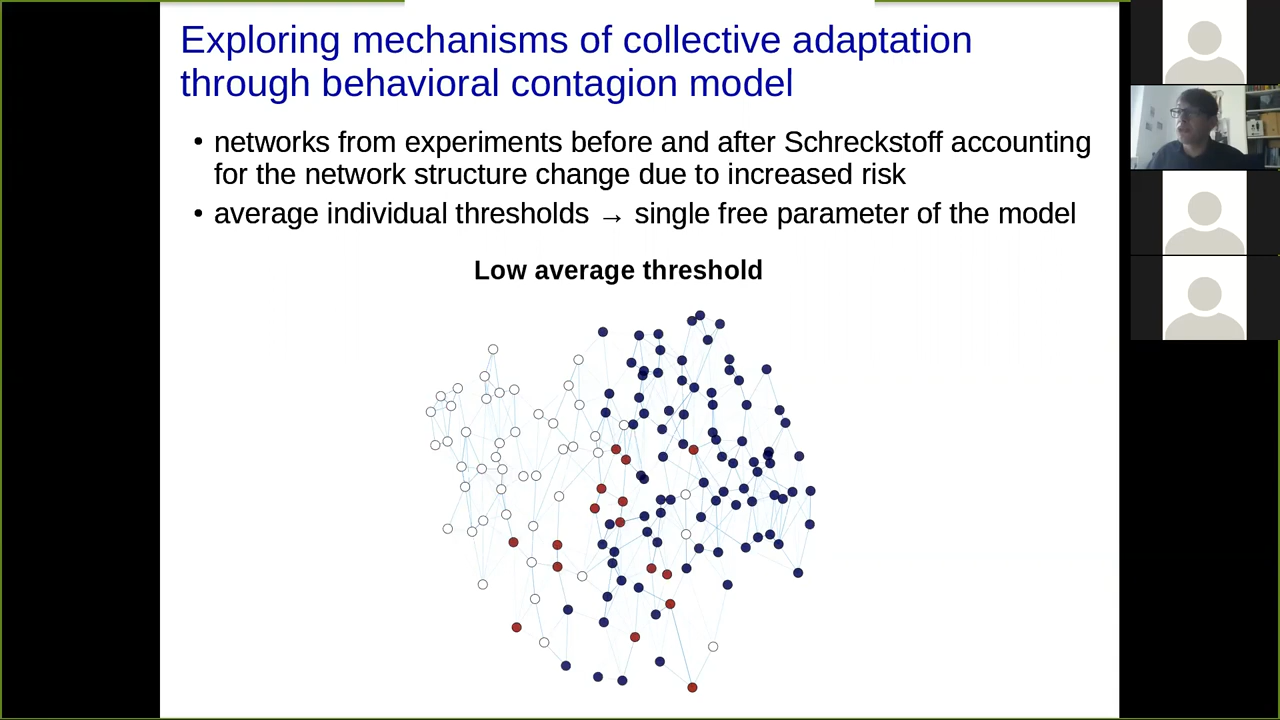 Exploring mechanisms of collective adaptation
through behavioral contagion model
• networks from experiments before and after Schreckstoff accounting
for the network structure change due to increased risk
• average individual thresholds → single free parameter of the model
Low average threshold